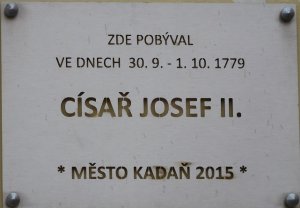 ZDE POBÝVAL
VE DNECH 30. 9. - 1. 10. 1779
CÍSAŘ JOSEF II.
* MĚSTO KADAŇ 2015 *